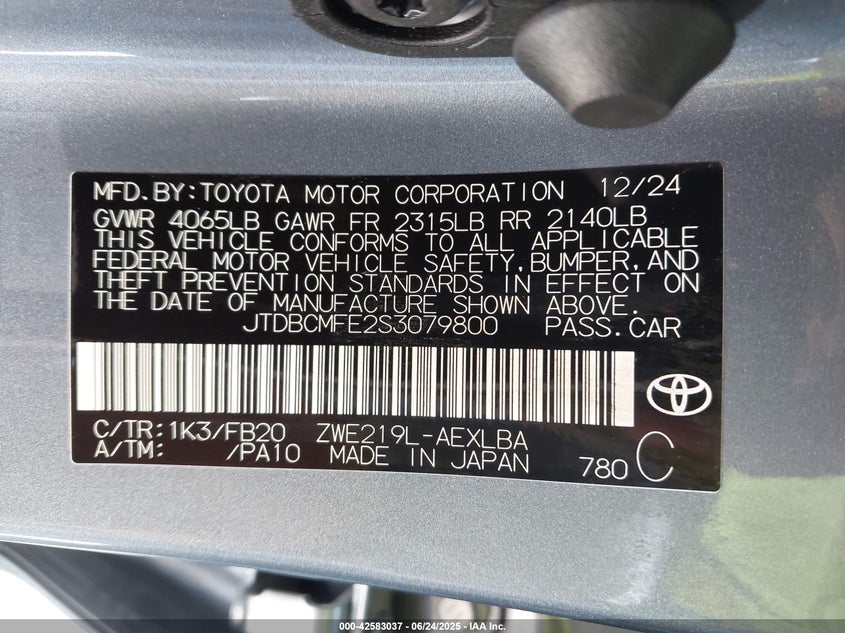 MFD.BY:TOYOTA MOTOR CORPORATION 12/24
GVWR 4065LB GAWR FR 2315LB RR 2140LB
THIS VEHICLE CONFORMS TO ALL APPLICABLE
FEDERAL MOTOR VEHICLE SAFETY,BUMPER,AND
THEFT PREVENTION STANDARDS IN EFFECT ON
THE DATE OF MANUFACTURE SHOWN ABOVE.
JTDBCMFE2S3079800 PASS.CAR
C/TR:1K3/FB20 ZWE219L-AEXLBA
A/TM: /PA10 MADE IN JAPAN 780 C
000-42583037 - 06/24/2025 - IAA Inc.